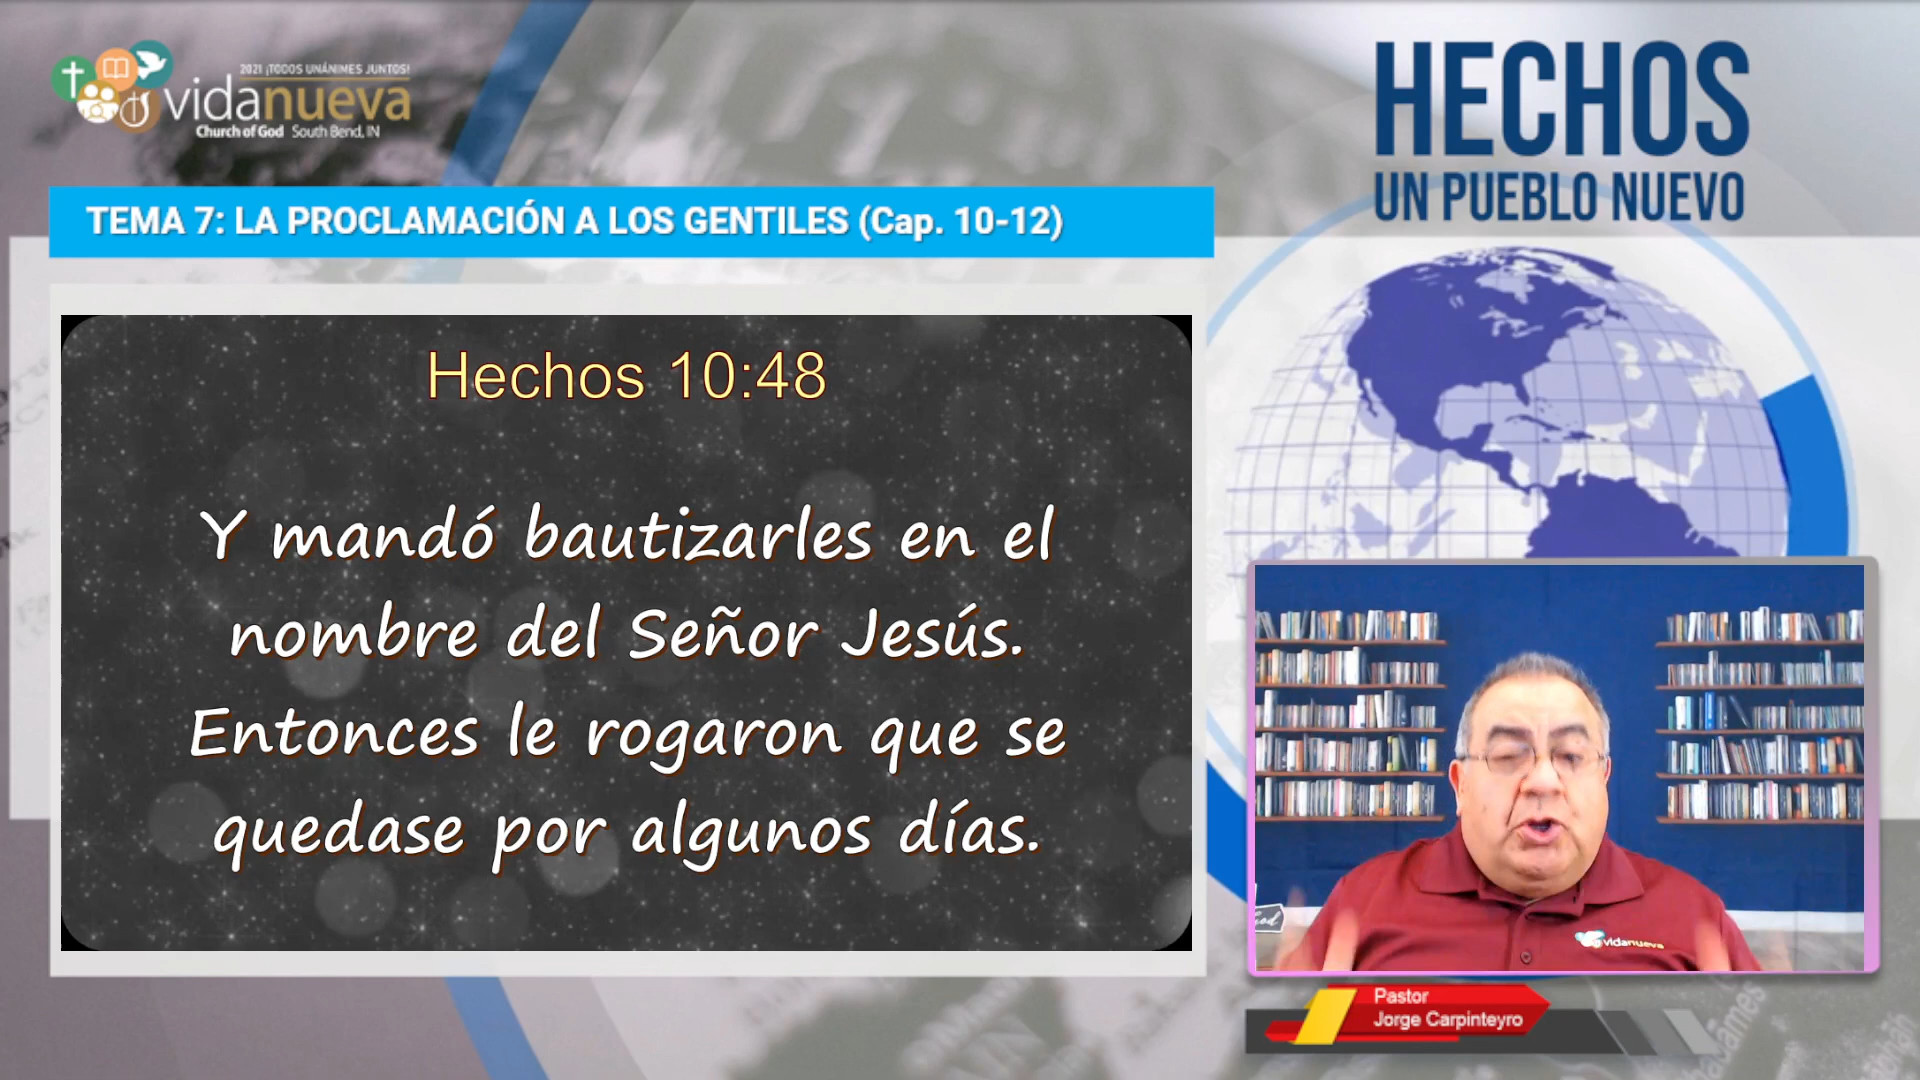 2021 ¡TODOS UNÁNIMES JUNTOS!
vidanueva
Church of God South Bend, IN
HECHOS
UN PUEBLO NUEVO
TEMA 7: LA PROCLAMACIÓN A LOS GENTILES (Cap. 10-12)
Hechos 10:48
Y mandó bautizarles en el
nombre del Señor Jesús.
Entonces le rogaron que se
quedase por algunos días.
vidanueva
Pastor
Jorge Carpinteyro